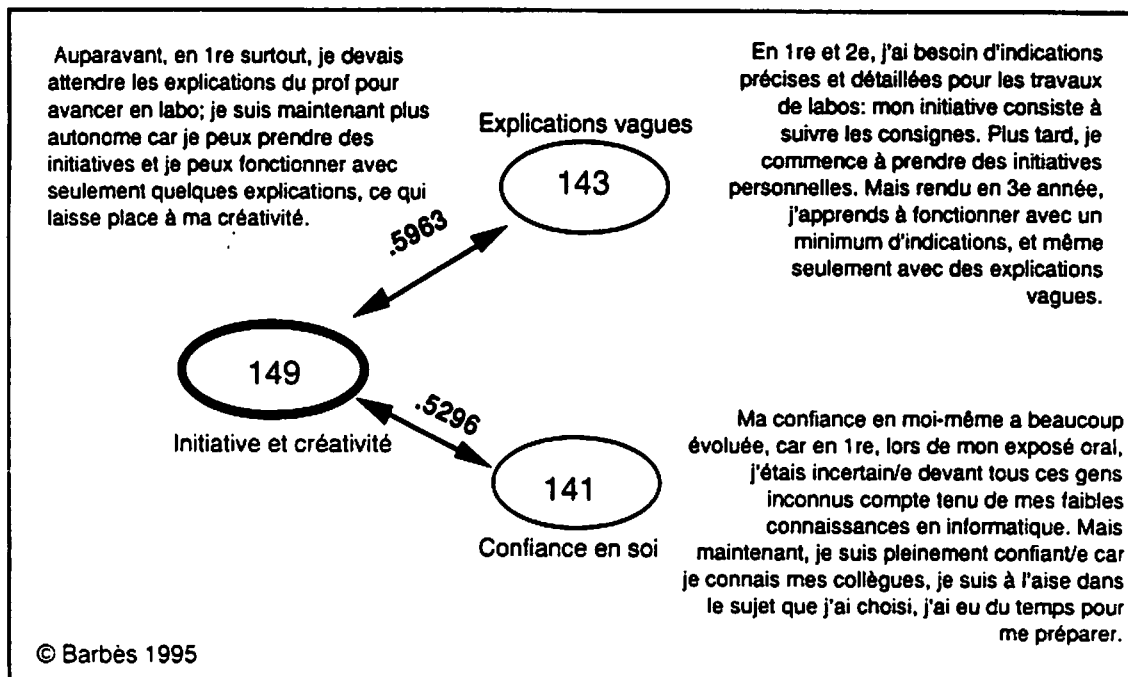 Auparavant, en 1re surtout, je devais
attendre les explications du prof pour
avancer en labo; je suis maintenant plus
autonome car je peux prendre des
initiatives et je peux fonctionner avec
seulement quelques explications, ce qui
laisse place à ma créativité.
En 1re et 2e, j'ai besoin d'indications
précises et détaillées pour les travaux
de labos: mon initiative consiste à
suivre les consignes. Plus tard, je
commence à prendre des initiatives
personnelles. Mais rendu en 3e année,
j'apprends à fonctionner avec un
minimum d'indications, et même
seulement avec des explications
vagues.
Explications vagues
143
.5963
149
Initiative et créativité
.5296
141
Confiance en soi
Ma confiance en moi-même a beaucoup
évoluée, car en 1re, lors de mon exposé oral,
j'étais incertain/e devant tous ces gens
inconnus compte tenu de mes faibles
connaissances en informatique. Mais
maintenant, je suis pleinement confiant/e car
je connais mes collègues, je suis à l'aise dans
le sujet que j'ai choisi, j'ai eu du temps pour
me préparer.
© Barbès 1995